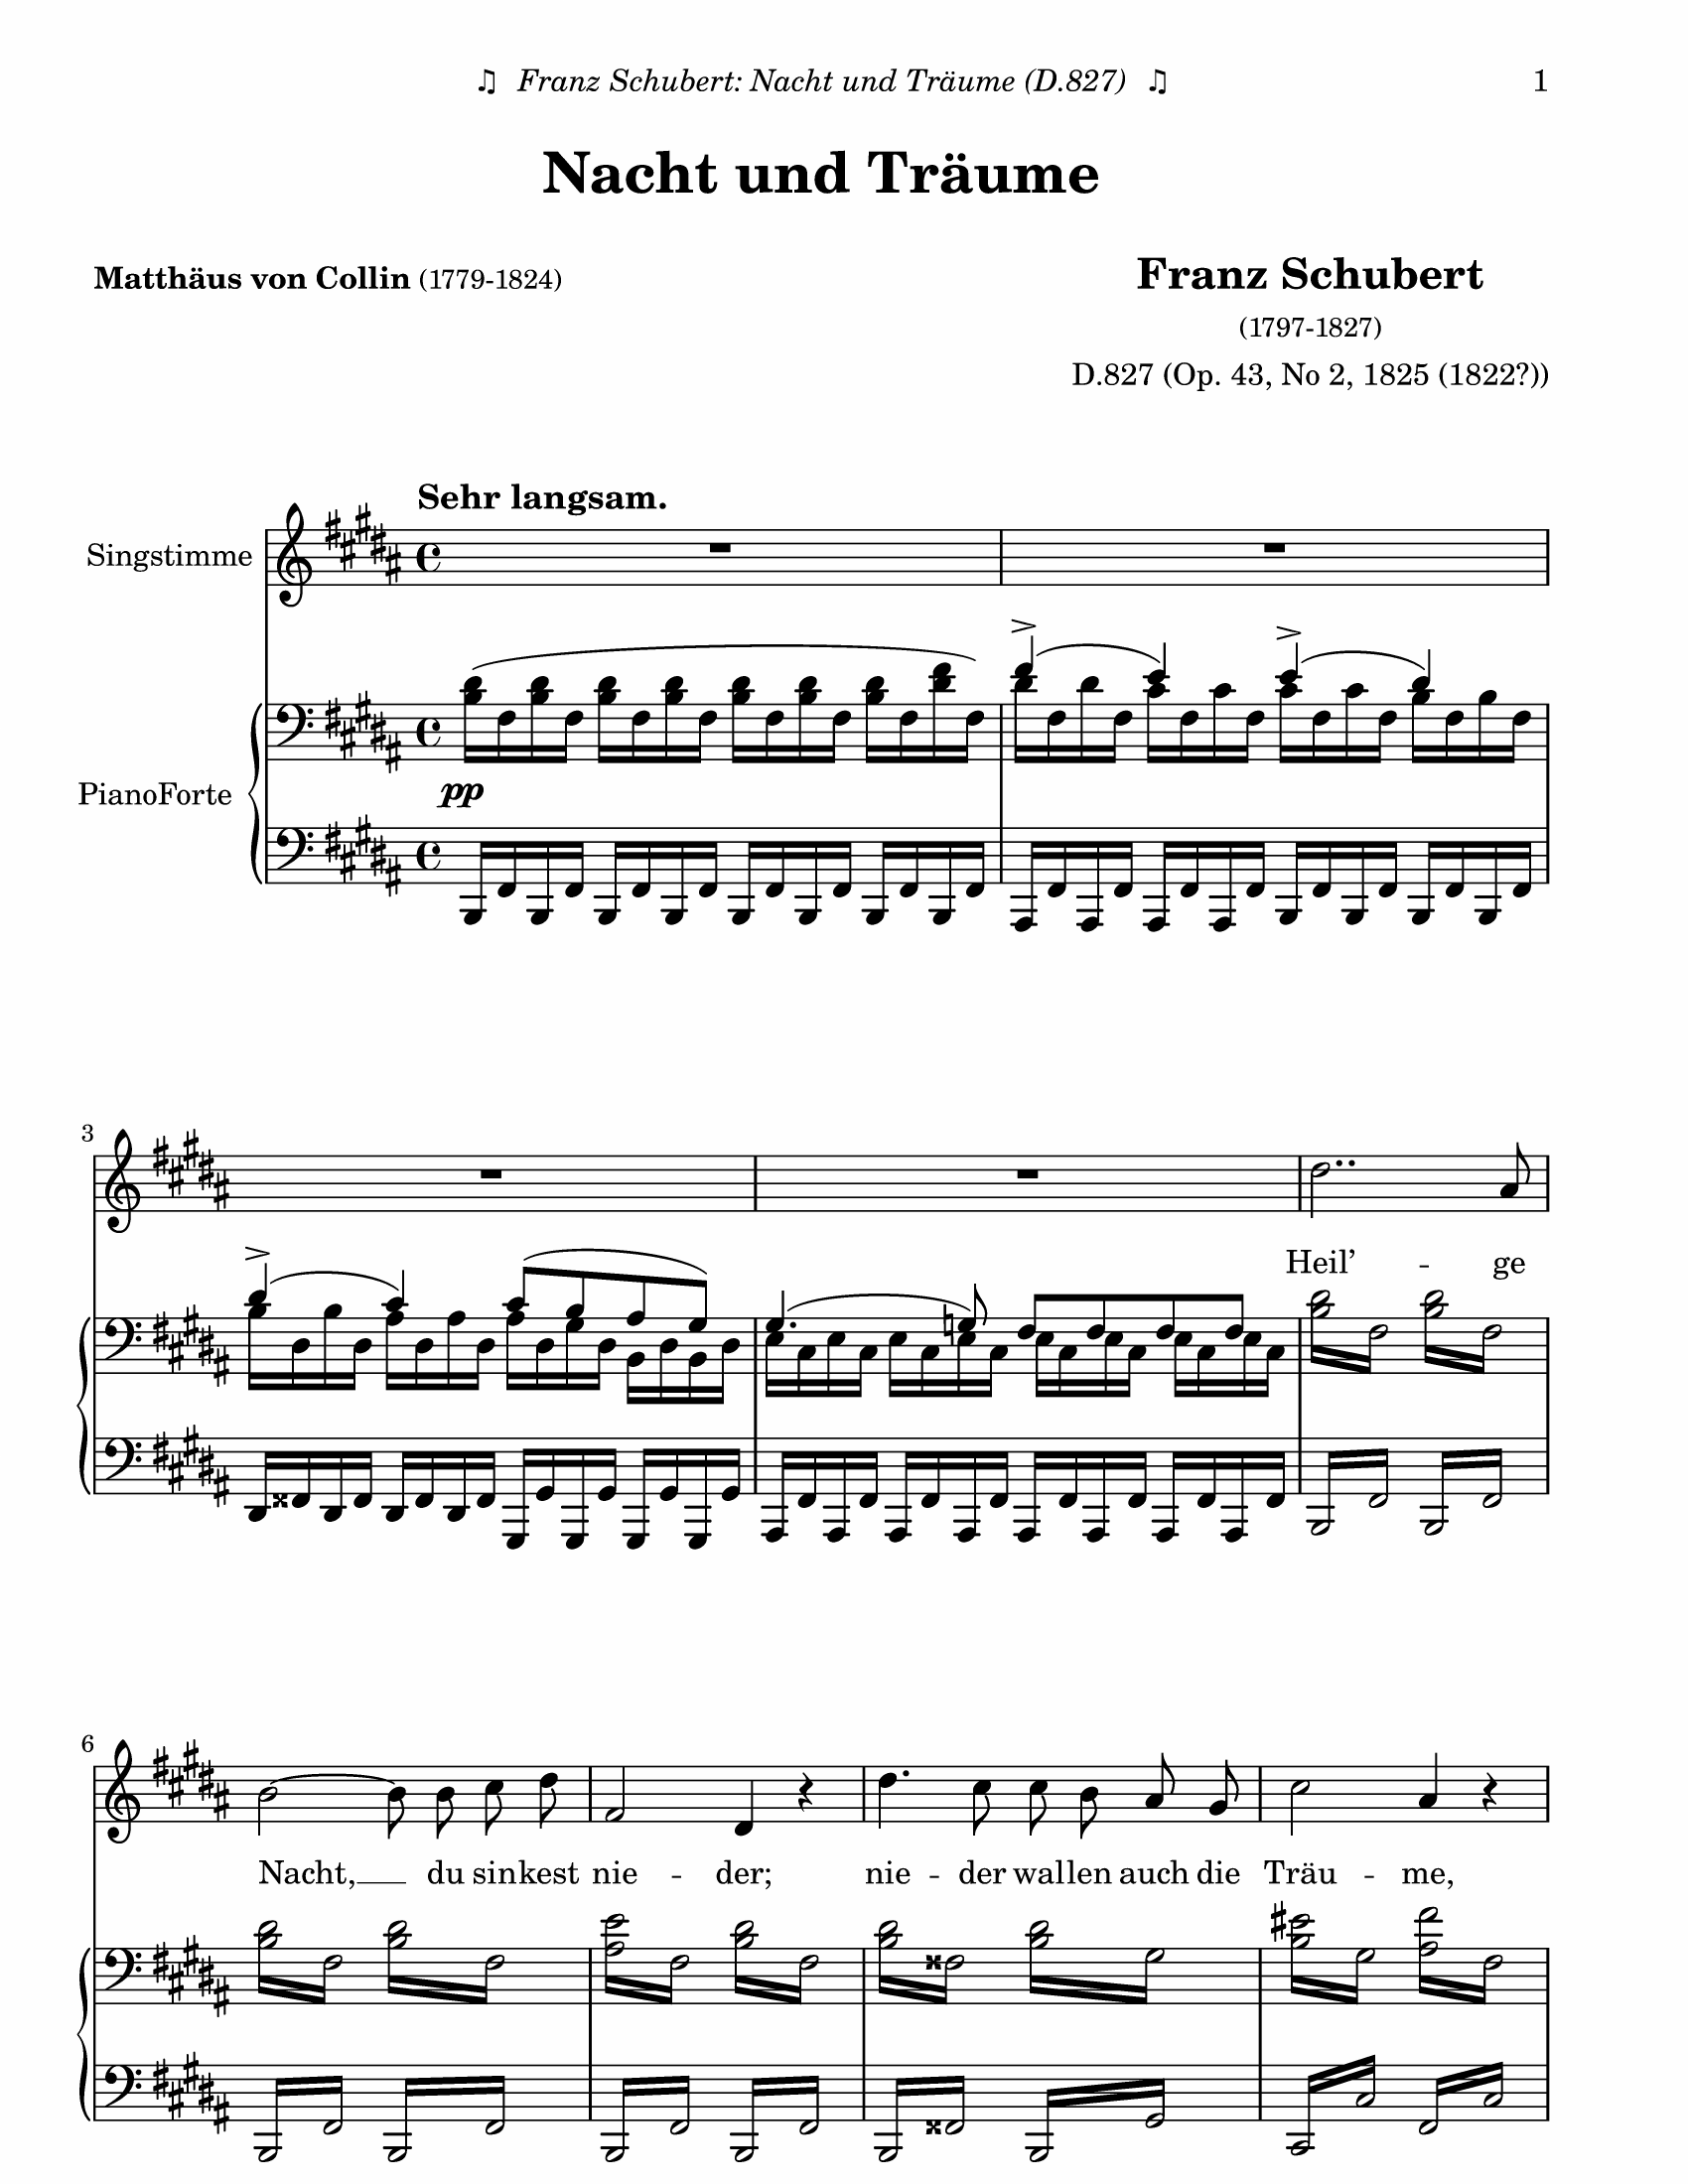 ♫ Franz Schubert: Nacht und Träume (D.827) ♫ 1
Nacht und Träume
Matthäus von Collin (1779-1824)
Franz Schubert
(1797-1827)
D.827 (Op. 43, No 2, 1825 (1822?))
Sehr langsam.
Singstimme
PianoForte
pp
3
Heil’ -- ge
6
Nacht, __ du sinkest nie - der; nie - der wallen auch die Träu - me,